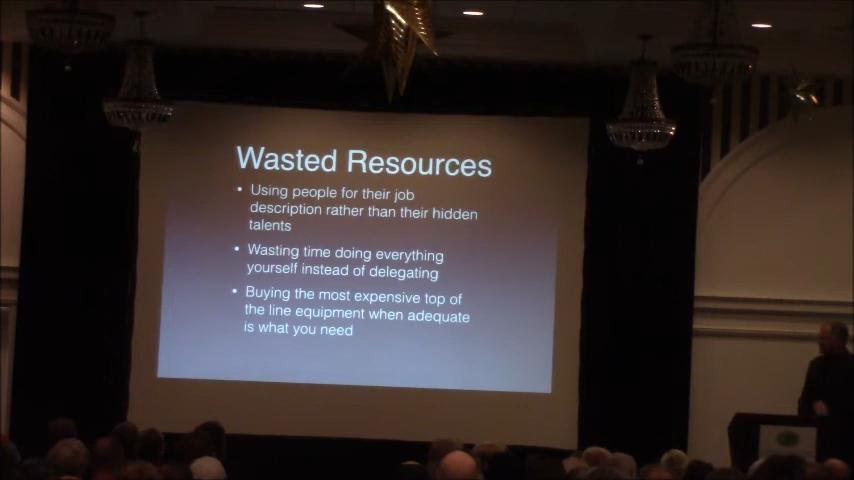 Wasted Resources
• Using people for their job
description rather than their hidden
talents
• Wasting time doing everything
yourself instead of delegating
• Buying the most expensive top of
the line equipment when adequate
is what you need